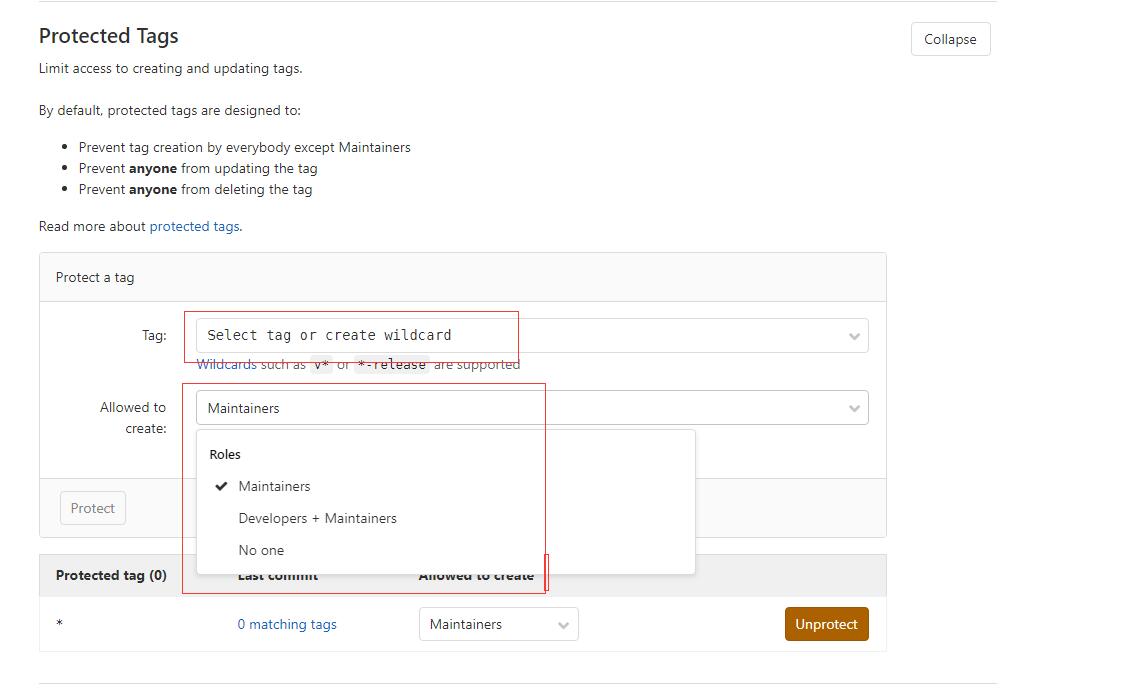 Protected Tags
Collapse
Limit access to creating and updating tags.
By default, protected tags are designed to:
Prevent tag creation by everybody except Maintainers
Prevent anyone from updating the tag
Prevent anyone from deleting the tag
Read more about protected tags.
Protect a tag
Tag:
Select tag or create wildcard
Wildcards such as v* or *-release are supported
Allowed to create:
Maintainers
Roles
Maintainers
Developers + Maintainers
No one
Protect
Protected tag (0) Last commit Allowed to create
* 0 matching tags Maintainers Unprotect